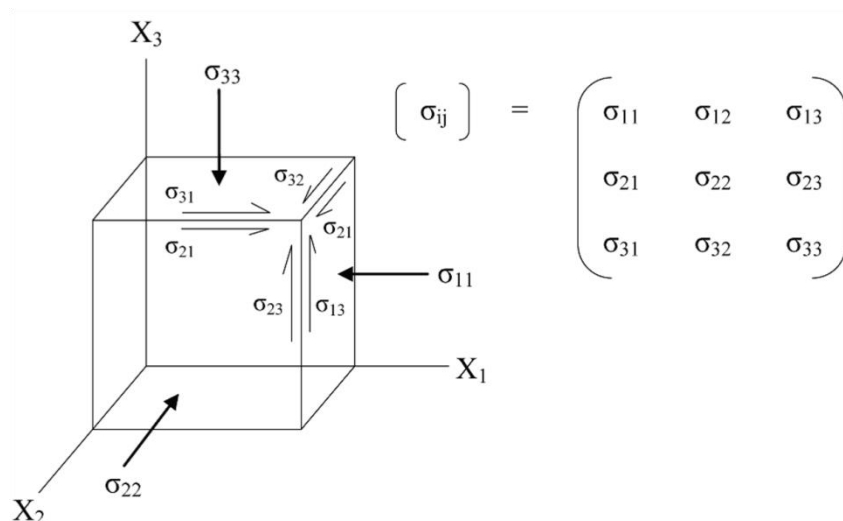 X₃
σ₃₃
[ σᵢⱼ ] = ( σ₁₁ σ₁₂ σ₁₃
σ₂₁ σ₂₂ σ₂₃
σ₃₁ σ₃₂ σ₃₃ )
σ₃₂
σ₃₁
σ₂₁
σ₂₁
σ₁₁
σ₂₃
σ₁₃
X₁
σ₂₂
X₂